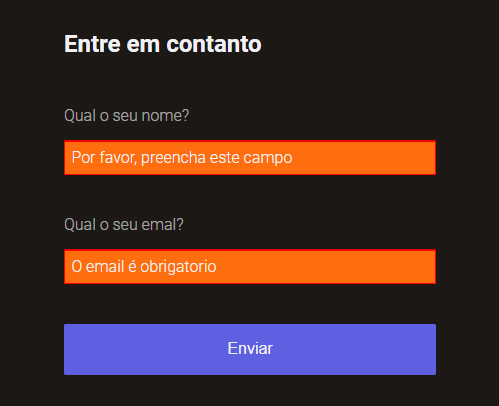 Entre em contanto
Qual o seu nome?
Por favor, preencha este campo
Qual o seu emal?
O email é obrigatorio
Enviar